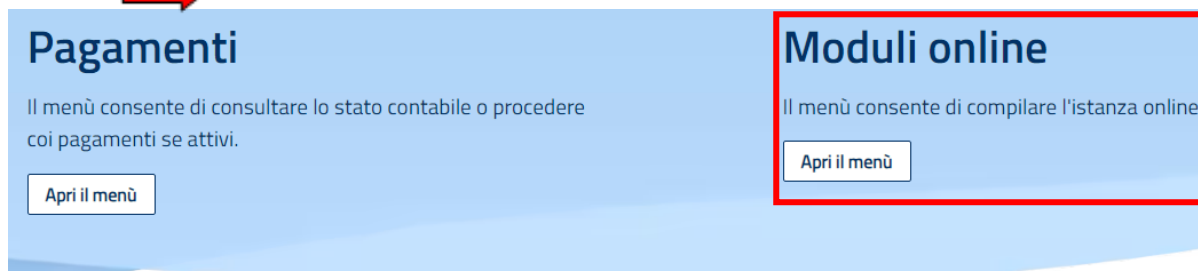 Pagamenti
Il menù consente di consultare lo stato contabile o procedere
coi pagamenti se attivi.
Apri il menù
Moduli online
Il menù consente di compilare l'istanza online
Apri il menù